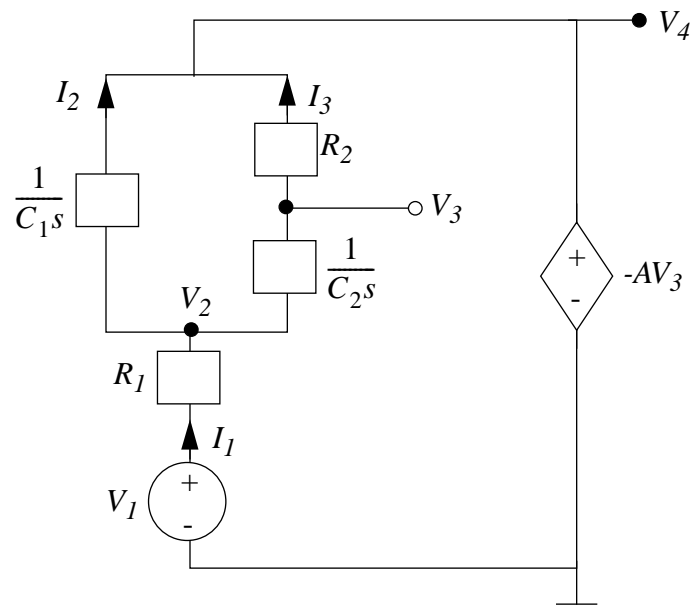 V4
I2
I3
R2
1
C1s
V3
+
-
-AV3
1
C2s
V2
R1
I1
V1
+
-